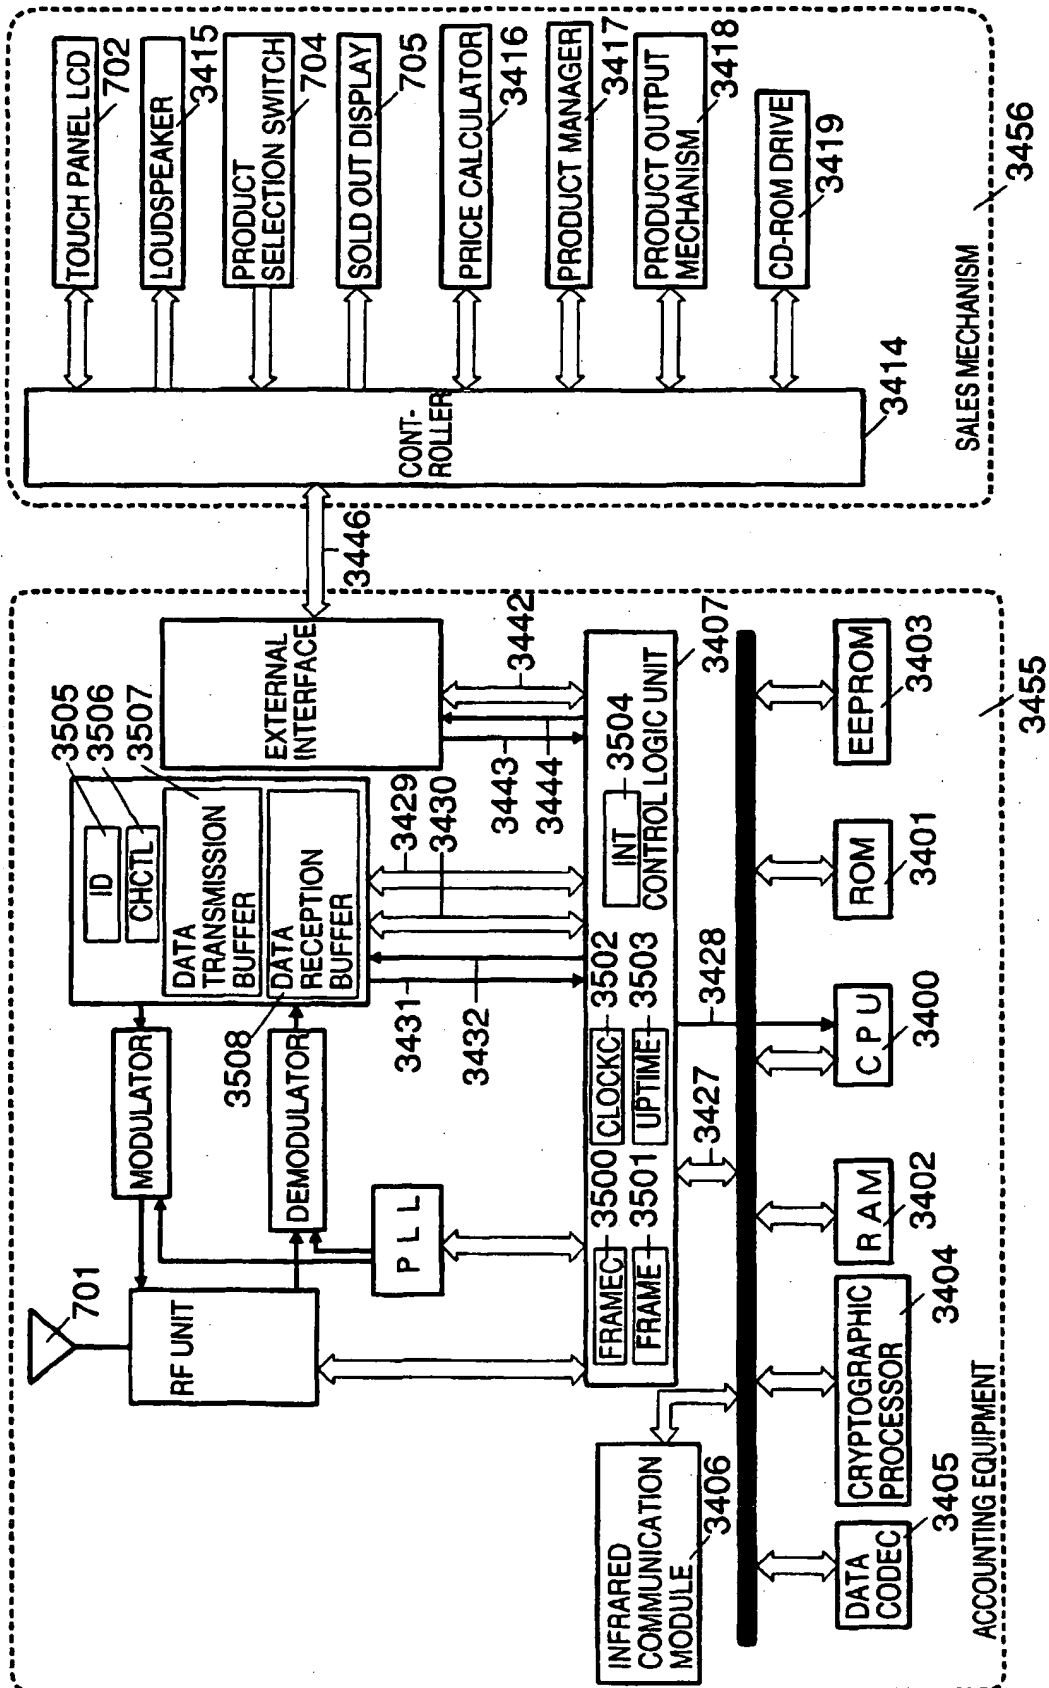 TOUCH PANEL LCD
702
LOUDSPEAKER
3415
PRODUCT
SELECTION SWITCH
704
SOLD OUT DISPLAY
705
PRICE CALCULATOR
3416
PRODUCT MANAGER
3417
PRODUCT OUTPUT
MECHANISM
3418
CD-ROM DRIVE
3419
CONT-
ROLLER
3414
SALES MECHANISM
3456
3446
701
RF UNIT
MODULATOR
DEMODULATOR
P L L
ID
3505
CHCTL
3506
DATA
TRANSMISSION
BUFFER
3507
DATA
RECEPTION
BUFFER
3508
EXTERNAL
INTERFACE
3431
3432
3429
3430
3443
3444
3442
FRAMEC
3500
CLOCKC
3502
FRAME
3501
UPTIME
3503
INT
3504
CONTROL LOGIC UNIT
3407
3427
3428
INFRARED
COMMUNICATION
MODULE
3406
DATA
CODEC
3405
CRYPTOGRAPHIC
PROCESSOR
3404
R A M
3402
C P U
3400
ROM
3401
EEPROM
3403
ACCOUNTING EQUIPMENT
3455